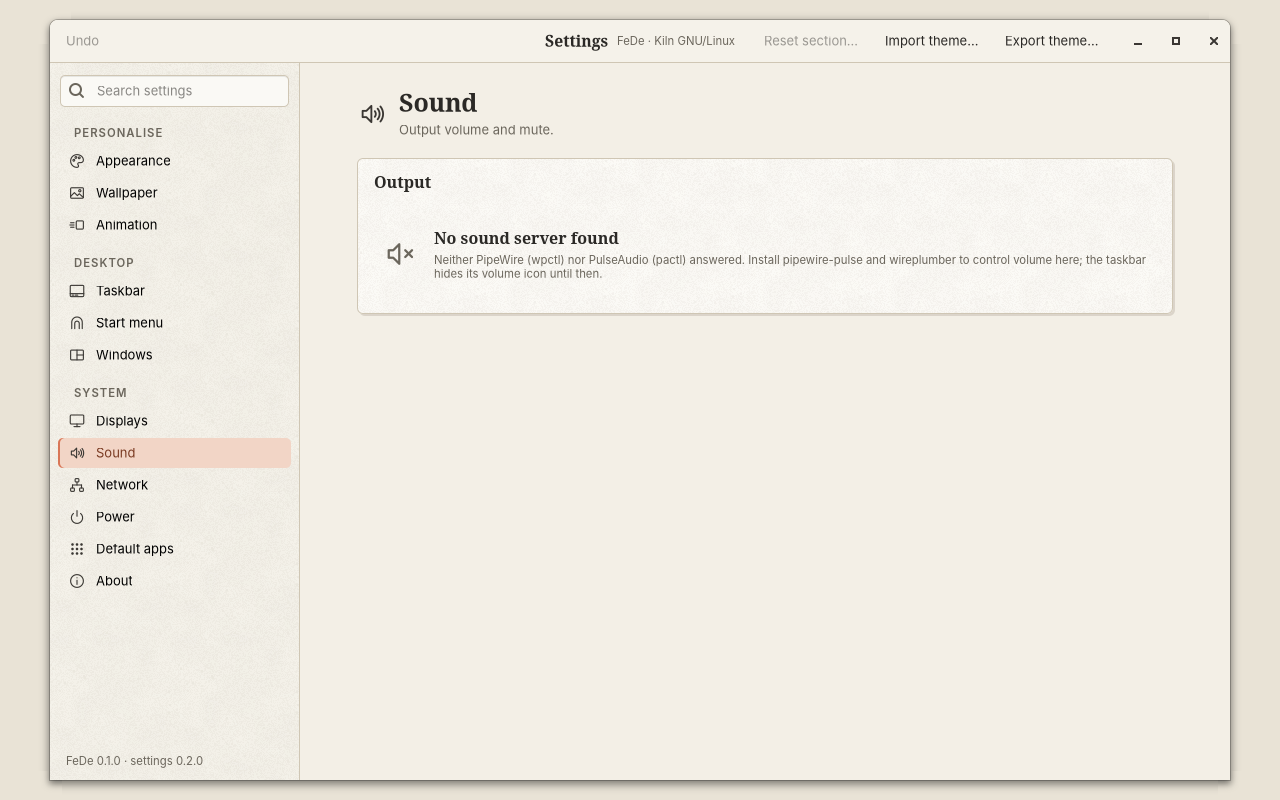 Undo
Settings FeDe · Kiln GNU/Linux
Reset section...
Import theme...
Export theme...
Search settings
PERSONALISE
Appearance
Wallpaper
Animation
DESKTOP
Taskbar
Start menu
Windows
SYSTEM
Displays
Sound
Network
Power
Default apps
About
FeDe 0.1.0 · settings 0.2.0
Sound
Output volume and mute.
Output
No sound server found
Neither PipeWire (wpctl) nor PulseAudio (pactl) answered. Install pipewire-pulse and wireplumber to control volume here; the taskbar
hides its volume icon until then.